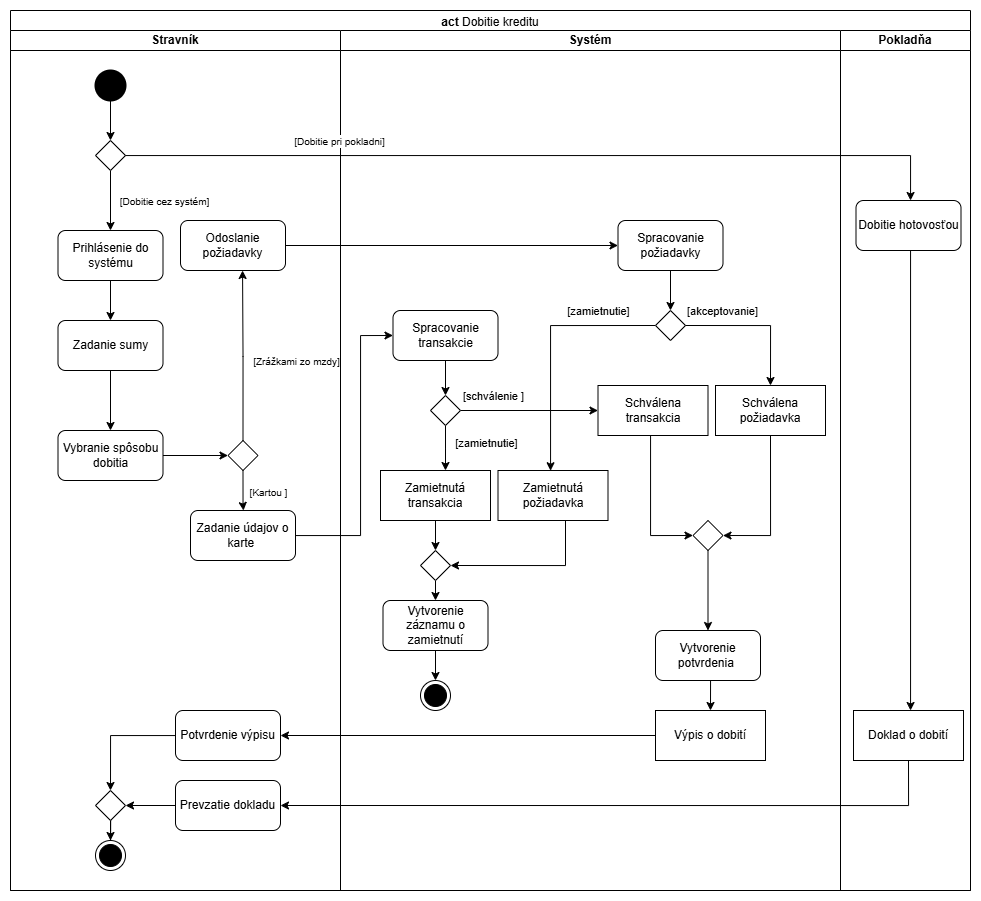 act Dobitie kreditu
Stravník
Systém
Pokladňa
[Dobitie pri pokladni]
[Dobitie cez systém]
Prihlásenie do
systému
Odoslanie
požiadavky
Spracovanie
požiadavky
Dobitie hotovosťou
Zadanie sumy
Spracovanie
transakcie
[zamietnutie]
[akceptovanie]
[Zrážkami zo mzdy]
[schválenie ]
Schválena
transakcia
Schválena
požiadavka
Vybranie spôsobu
dobitia
[zamietnutie]
[Kartou ]
Zamietnutá
transakcia
Zamietnutá
požiadavka
Zadanie údajov o
karte
Vytvorenie
záznamu o
zamietnutí
Vytvorenie
potvrdenia
Potvrdenie výpisu
Výpis o dobití
Doklad o dobití
Prevzatie dokladu